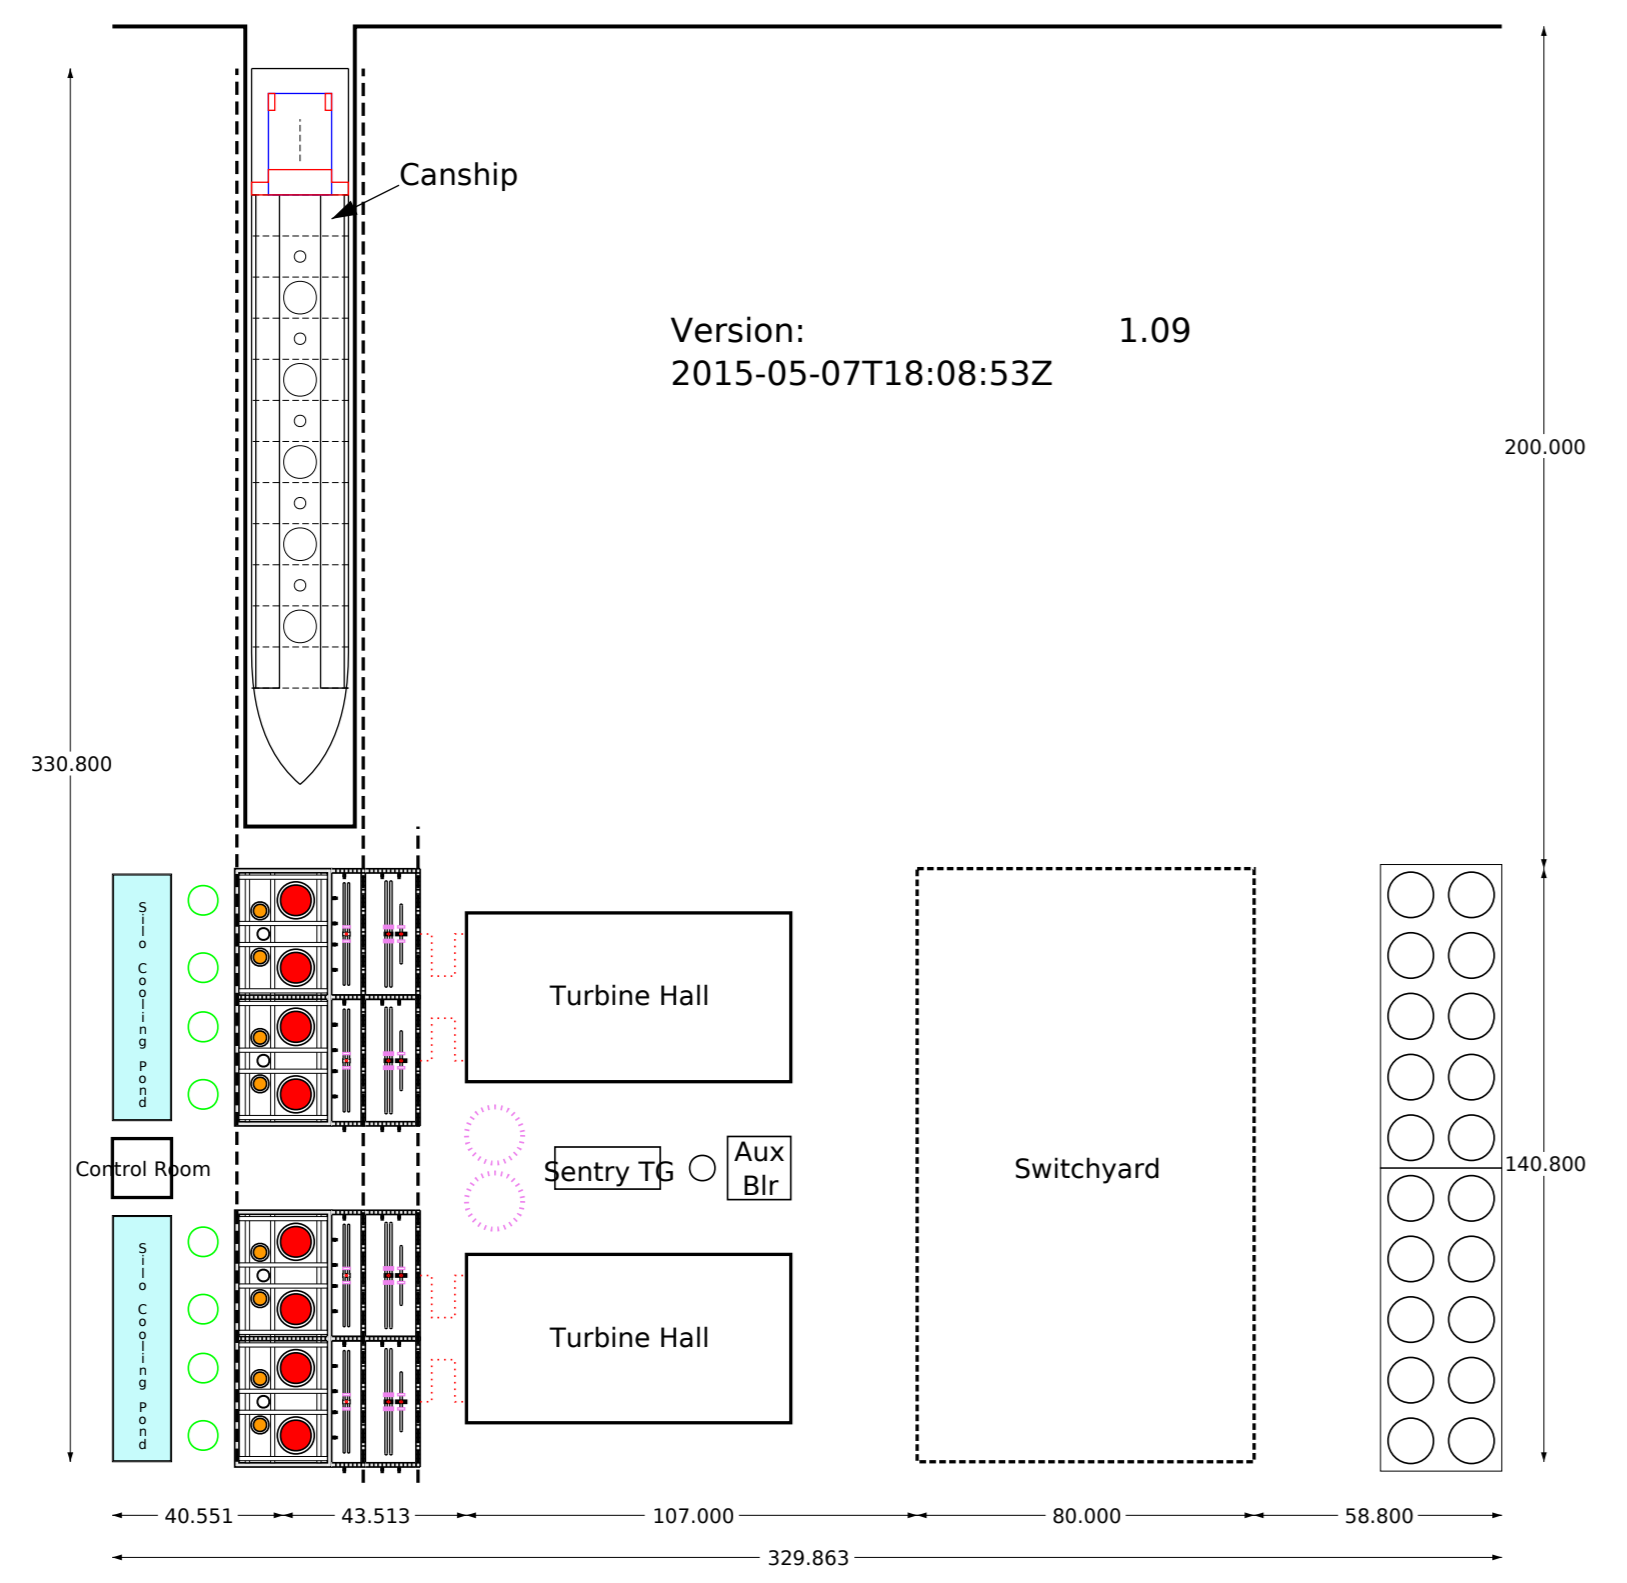 Canship
Version: 1.09
2015-05-07T18:08:53Z
200.000
330.800
Silo Cooling Pond
Turbine Hall
Control Room
Sentry TG
Aux
Blr
Switchyard
140.800
Silo Cooling Pond
Turbine Hall
40.551
43.513
107.000
80.000
58.800
329.863